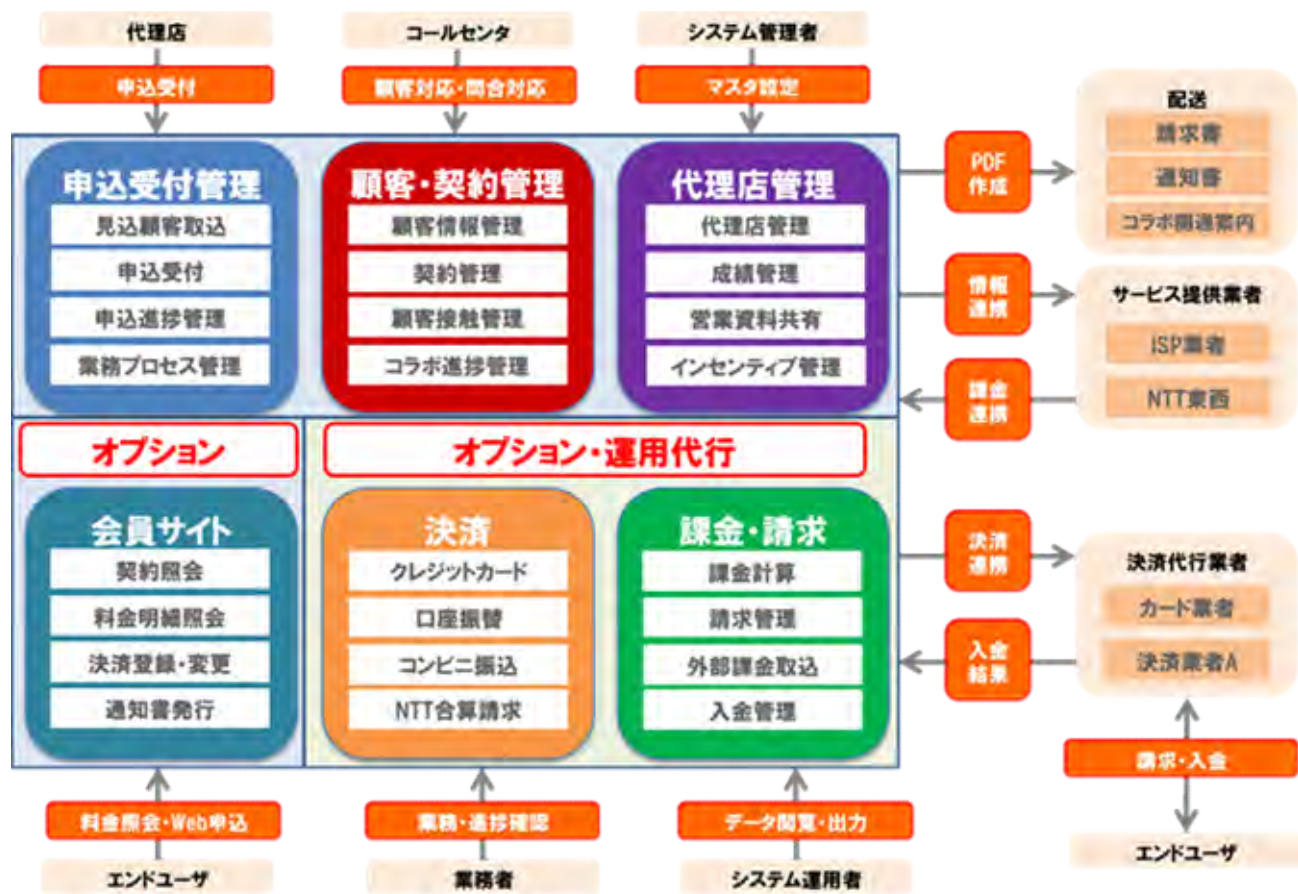 代理店
コールセンタ
システム管理者
申込受付
顧客対応・問合対応
マスタ設定
申込受付管理
見込顧客取込
申込受付
申込進捗管理
業務プロセス管理
顧客・契約管理
顧客情報管理
契約管理
顧客接触管理
コラボ進捗管理
代理店管理
代理店管理
成績管理
営業資料共有
インセンティブ管理
PDF
作成
配送
請求書
通知書
コラボ開通案内
情報
連携
課金
連携
サービス提供業者
ISP業者
NTT東西
オプション
オプション・運用代行
会員サイト
契約照会
料金明細照会
決済登録・変更
通知書発行
決済
クレジットカード
口座振替
コンビニ振込
NTT合算請求
課金・請求
課金計算
請求管理
外部課金取込
入金管理
決済
連携
入金
結果
決済代行業者
カード業者
決済業者A
請求・入金
エンドユーザ
料金照会・Web申込
業務・進捗確認
データ閲覧・出力
エンドユーザ
業務者
システム運用者